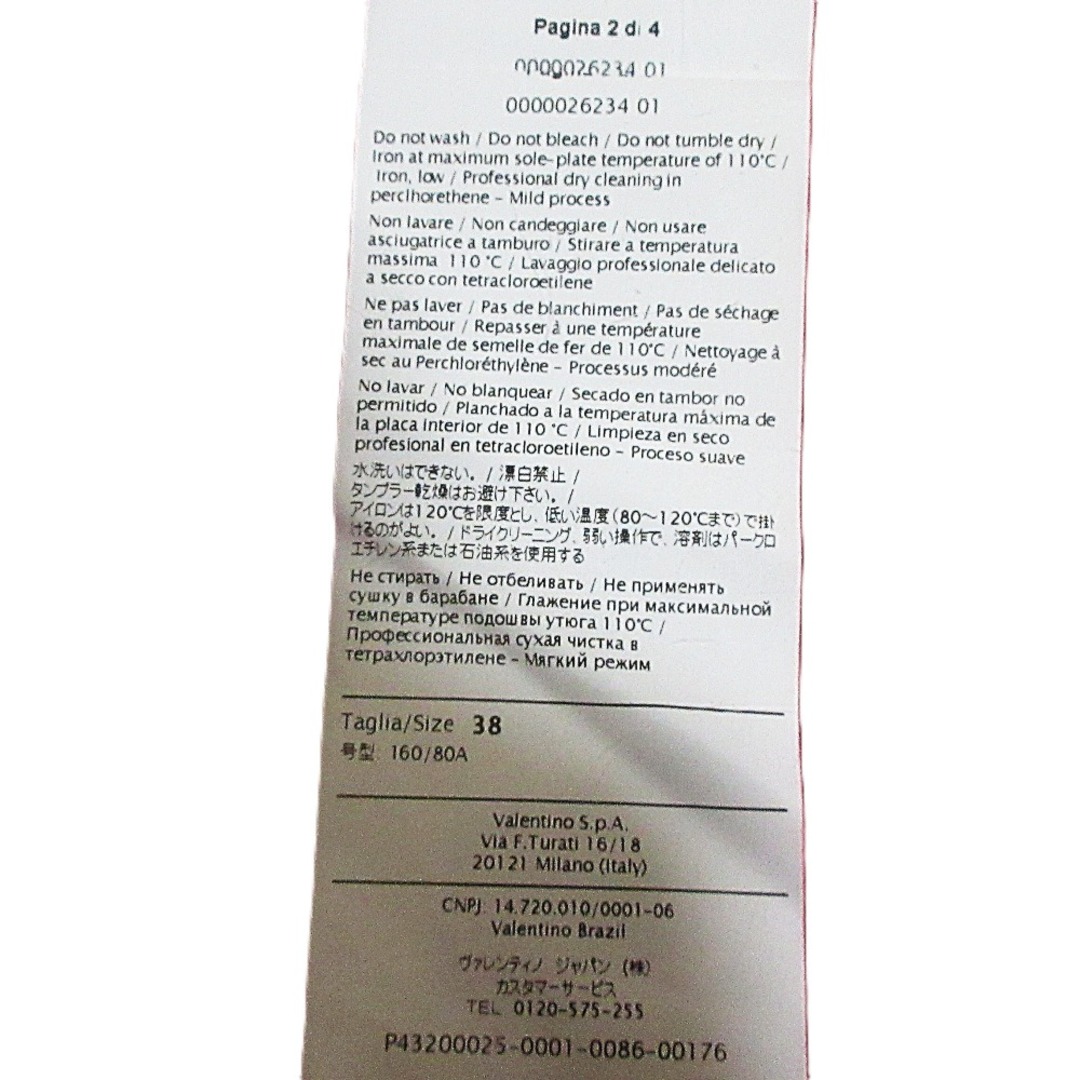 Pagina 2 di 4
0000026234 01
0000026234 01
Do not wash / Do not bleach / Do not tumble dry /
Iron at maximum sole-plate temperature of 110°C /
Iron, low / Professional dry cleaning in
perclhorethene - Mild process
Non lavare / Non candeggiare / Non usare
asciugatrice a tamburo / Stirare a temperatura
massima 110 °C / Lavaggio professionale delicato
a secco con tetracloroetilene
Ne pas laver / Pas de blanchiment / Pas de séchage
en tambour / Repasser à une température
maximale de semelle de fer de 110°C / Nettoyage à
sec au Perchloréthylène - Processus modéré
No lavar / No blanquear / Secado en tambor no
permitido / Planchado a la temperatura máxima de
la placa interior de 110 °C / Limpieza en seco
profesional en tetracloroetileno - Proceso suave
水洗いはできない。/ 漂白禁止 /
タンブラー乾燥はお避け下さい。/
アイロンは120℃を限度とし、低い温度(80～120℃まで)で掛
けるのがよい。/ ドライクリーニング、弱い操作で、溶剤はパークロ
エチレン系または石油系を使用する
Не стирать / Не отбеливать / Не применять
сушку в барабане / Глажение при максимальной
температуре подошвы утюга 110°C /
Профессиональная сухая чистка в
тетрахлорэтилене - Мягкий режим
Taglia/Size 38
号型: 160/80A
Valentino S.p.A.
Via F.Turati 16/18
20121 Milano (Italy)
CNPJ: 14.720.010/0001-06
Valentino Brazil
ヴァレンティノ ジャパン (株)
カスタマーサービス
TEL 0120-575-255
P43200025-0001-0086-00176